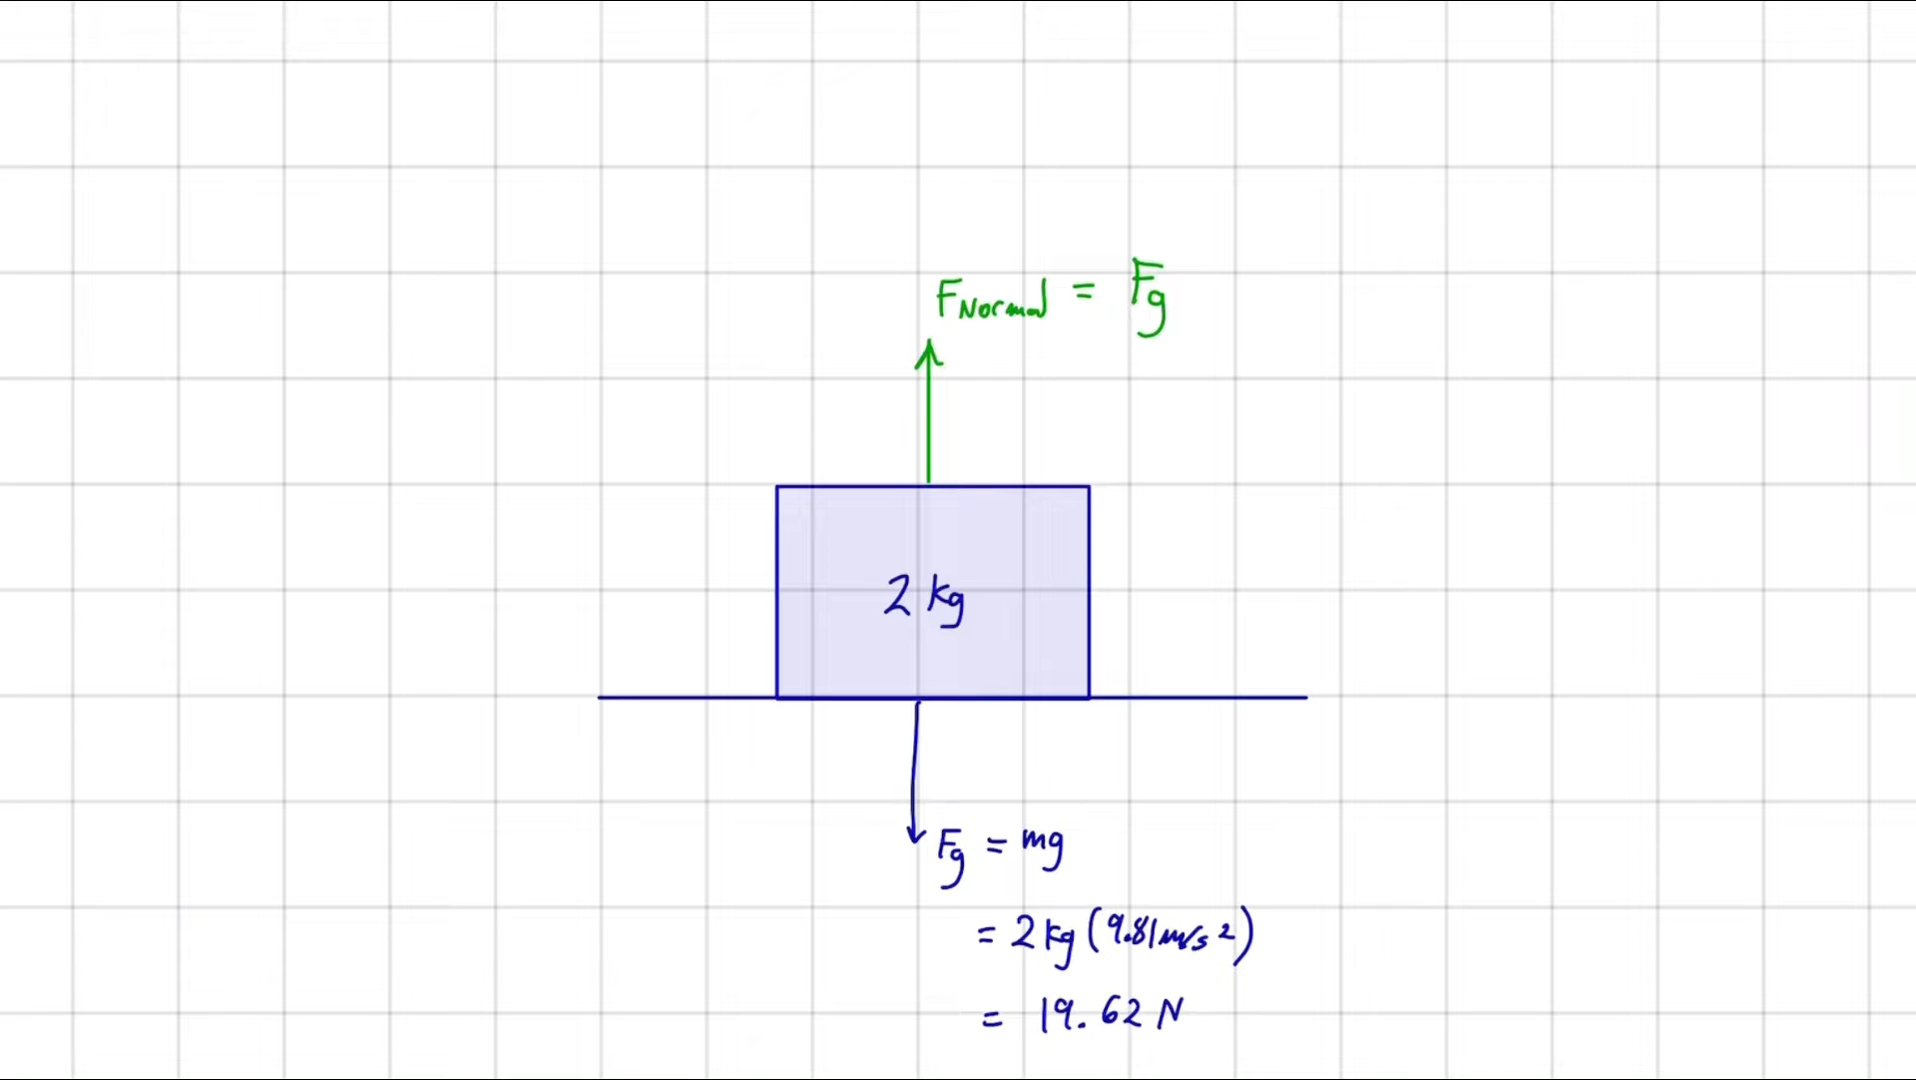 FNormal = Fg
2 kg
Fg = mg
= 2 kg (9.81 m/s²)
= 19.62 N